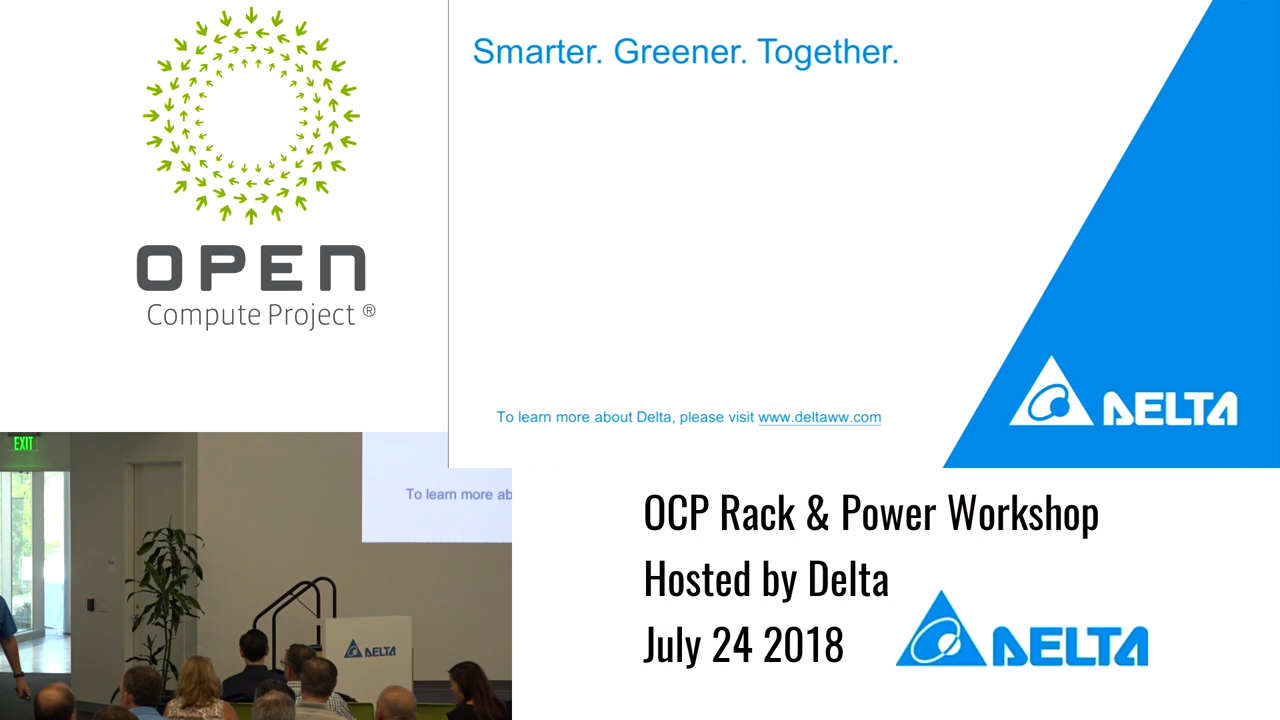 OPEN
Compute Project ®
Smarter. Greener. Together.
To learn more about Delta, please visit www.deltaww.com
DELTA
EXIT
To learn more ab
DELTA
OCP Rack & Power Workshop
Hosted by Delta
July 24 2018
DELTA